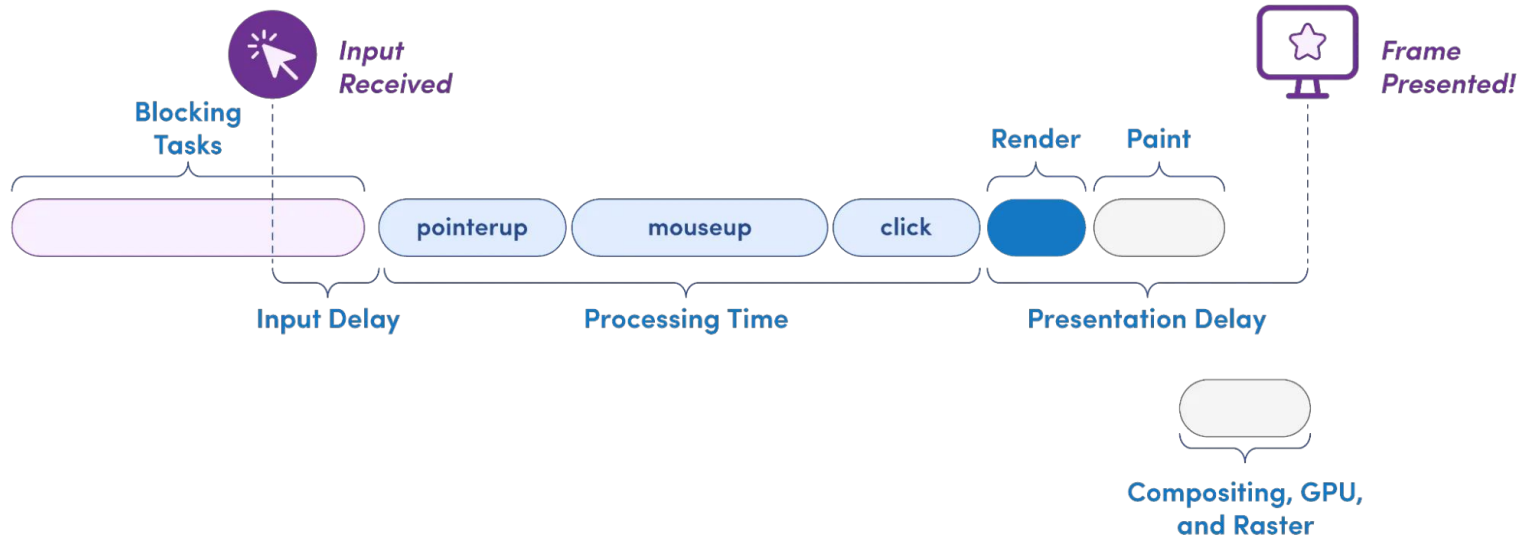 Input
Received
Frame
Presented!
Blocking
Tasks
Render
Paint
pointerup
mouseup
click
Input Delay
Processing Time
Presentation Delay
Compositing, GPU,
and Raster